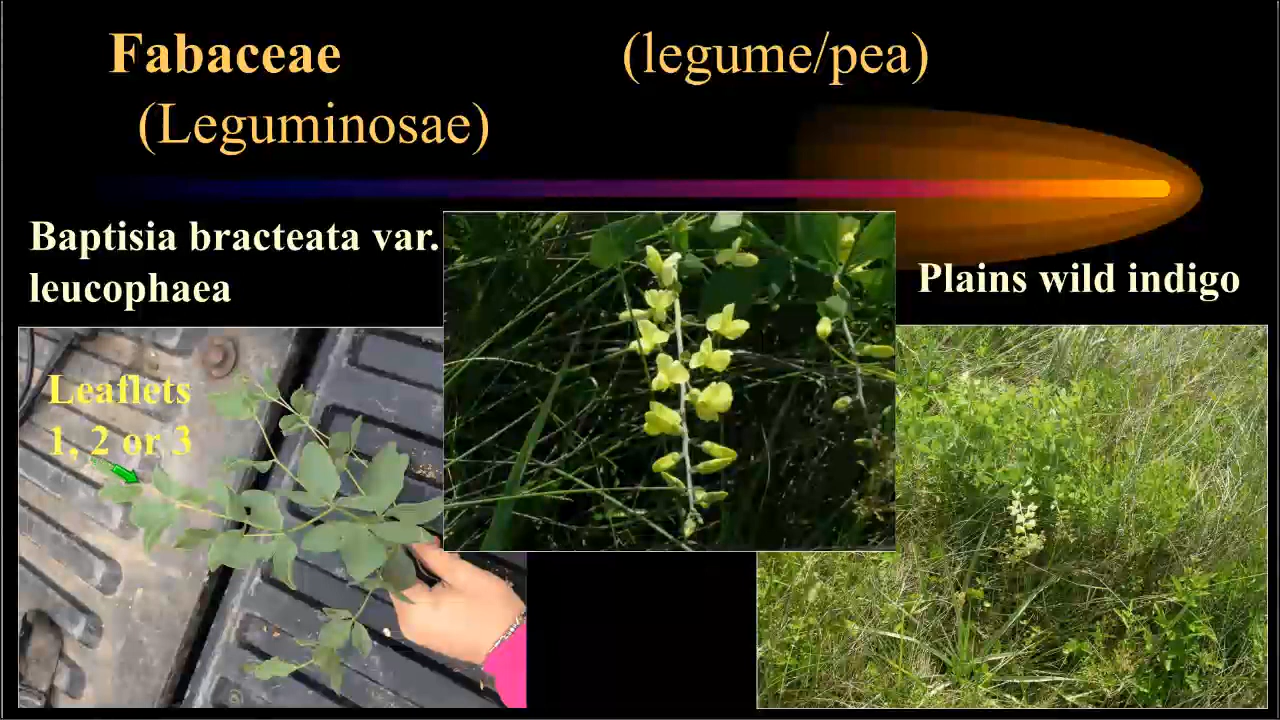 Fabaceae (legume/pea)
(Leguminosae)
Baptisia bracteata var.
leucophaea
Plains wild indigo
Leaflets
1, 2 or 3